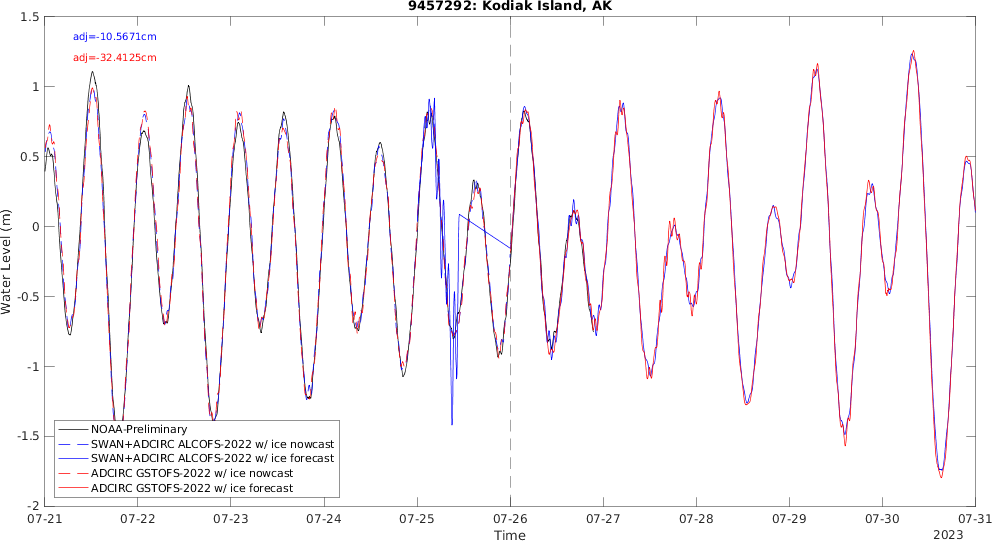 9457292: Kodiak Island, AK
adj=-10.5671cm
adj=-32.4125cm
Water Level (m)
1.5
1
0.5
0
-0.5
-1
-1.5
-2
NOAA-Preliminary
SWAN+ADCIRC ALCOFS-2022 w/ ice nowcast
SWAN+ADCIRC ALCOFS-2022 w/ ice forecast
ADCIRC GSTOFS-2022 w/ ice nowcast
ADCIRC GSTOFS-2022 w/ ice forecast
07-21 07-22 07-23 07-24 07-25 07-26 07-27 07-28 07-29 07-30 07-31
Time
2023